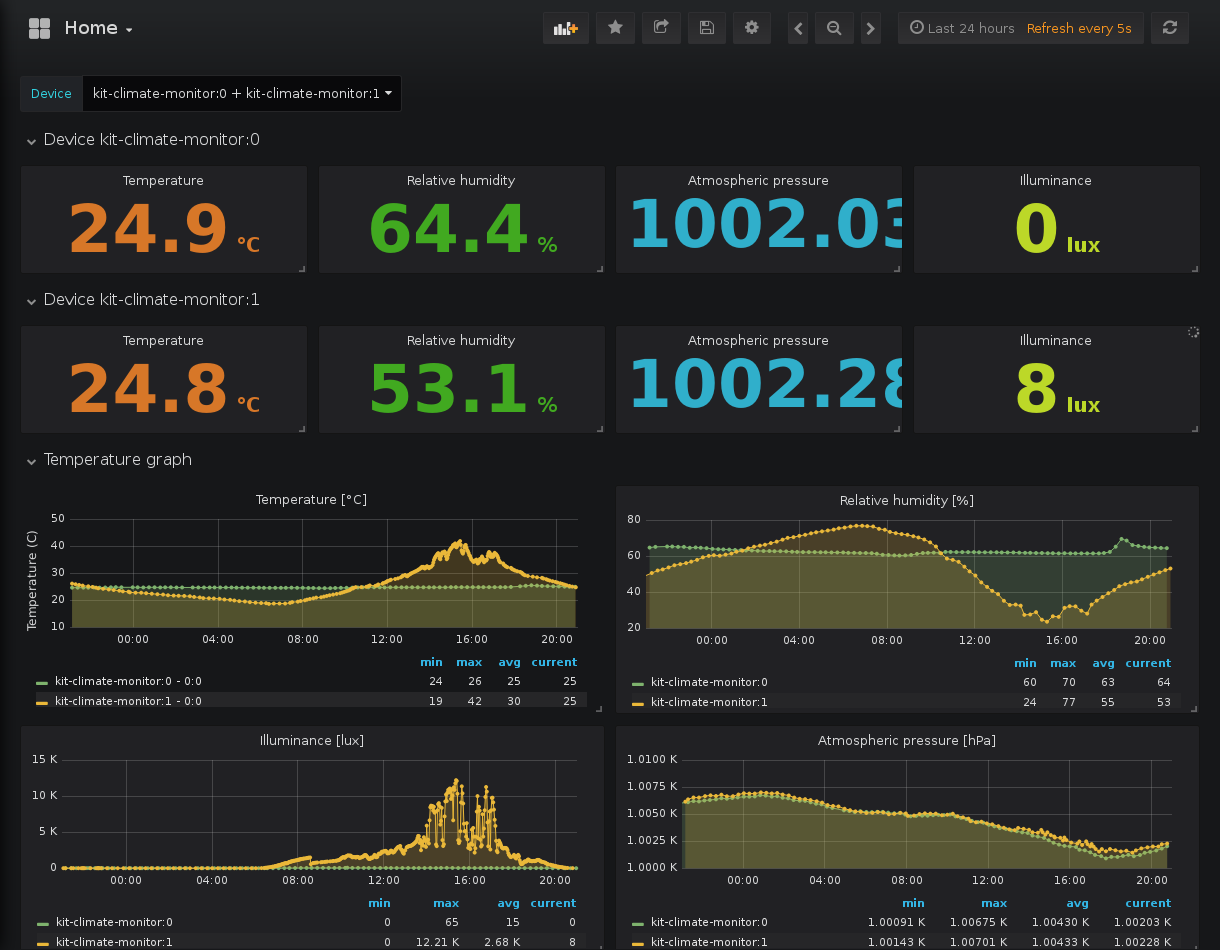 Home
Last 24 hours Refresh every 5s
Device kit-climate-monitor:0 + kit-climate-monitor:1
Device kit-climate-monitor:0
Temperature Relative humidity Atmospheric pressure Illuminance
24.9 °C 64.4 % 1002.03 0 lux
Device kit-climate-monitor:1
Temperature Relative humidity Atmospheric pressure Illuminance
24.8 °C 53.1 % 1002.28 8 lux
Temperature graph
Temperature [°C]
Temperature (C)
50
40
30
20
10
00:00 04:00 08:00 12:00 16:00 20:00
min max avg current
kit-climate-monitor:0 - 0:0 24 26 25 25
kit-climate-monitor:1 - 0:0 19 42 30 25
Relative humidity [%]
80
60
40
20
00:00 04:00 08:00 12:00 16:00 20:00
min max avg current
kit-climate-monitor:0 60 70 63 64
kit-climate-monitor:1 24 77 55 53
Illuminance [lux]
15 K
10 K
5 K
0
00:00 04:00 08:00 12:00 16:00 20:00
min max avg current
kit-climate-monitor:0 0 65 15 0
kit-climate-monitor:1 0 12.21 K 2.68 K 8
Atmospheric pressure [hPa]
1.0100 K
1.0075 K
1.0050 K
1.0025 K
1.0000 K
00:00 04:00 08:00 12:00 16:00 20:00
min max avg current
kit-climate-monitor:0 1.00091 K 1.00675 K 1.00430 K 1.00203 K
kit-climate-monitor:1 1.00143 K 1.00701 K 1.00433 K 1.00228 K